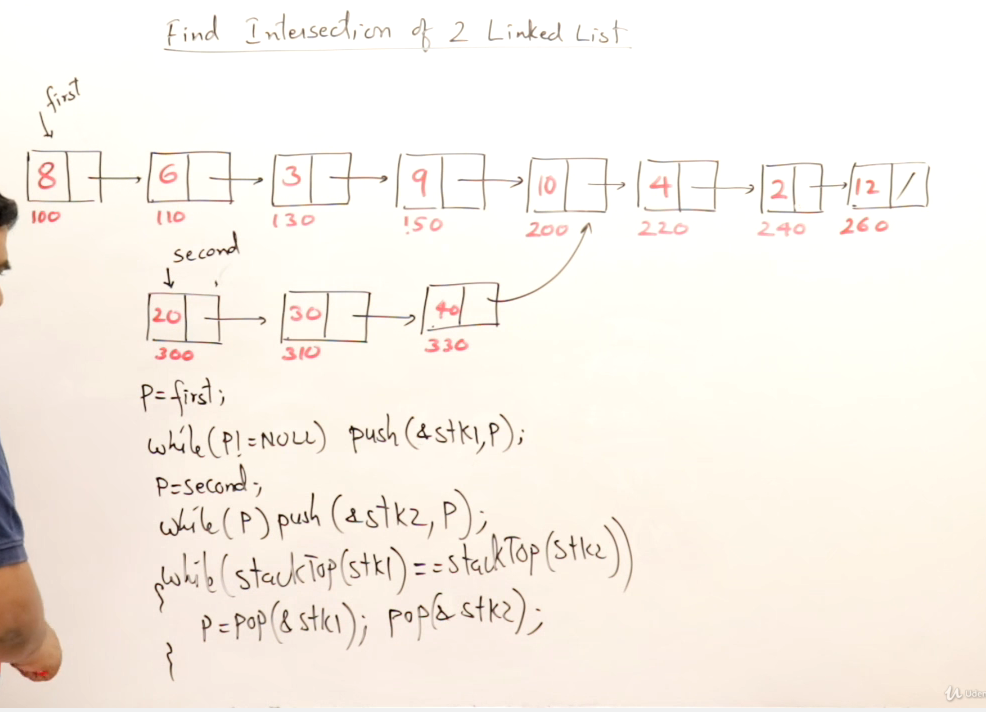 Find Intersection of 2 Linked List
first
8 6 3 9 10 4 2 12 /
100 110 130 150 200 220 240 260
second
20 30 40
300 310 330
P=first;
while(P!=NULL) push(&stk1,P);
P=second;
while(P) push(&stk2,P);
while(stackTop(stk1)==stackTop(stk2))
{
P=pop(&stk1); pop(&stk2);
}